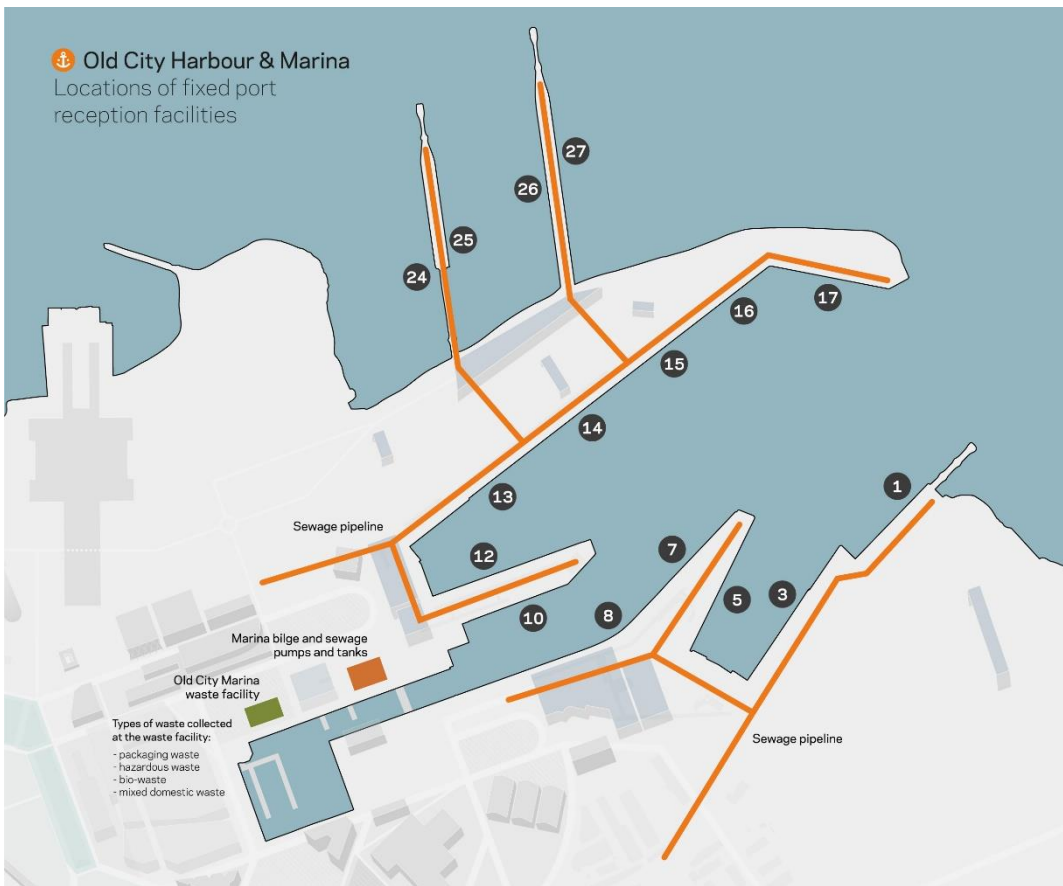 Old City Harbour & Marina
Locations of fixed port
reception facilities
27
26
25
24
17
16
15
14
1
13
Sewage pipeline
12
7
5
3
8
10
Marina bilge and sewage
pumps and tanks
Old City Marina
waste facility
Types of waste collected
at the waste facility:
- packaging waste
- hazardous waste
- bio-waste
- mixed domestic waste
Sewage pipeline